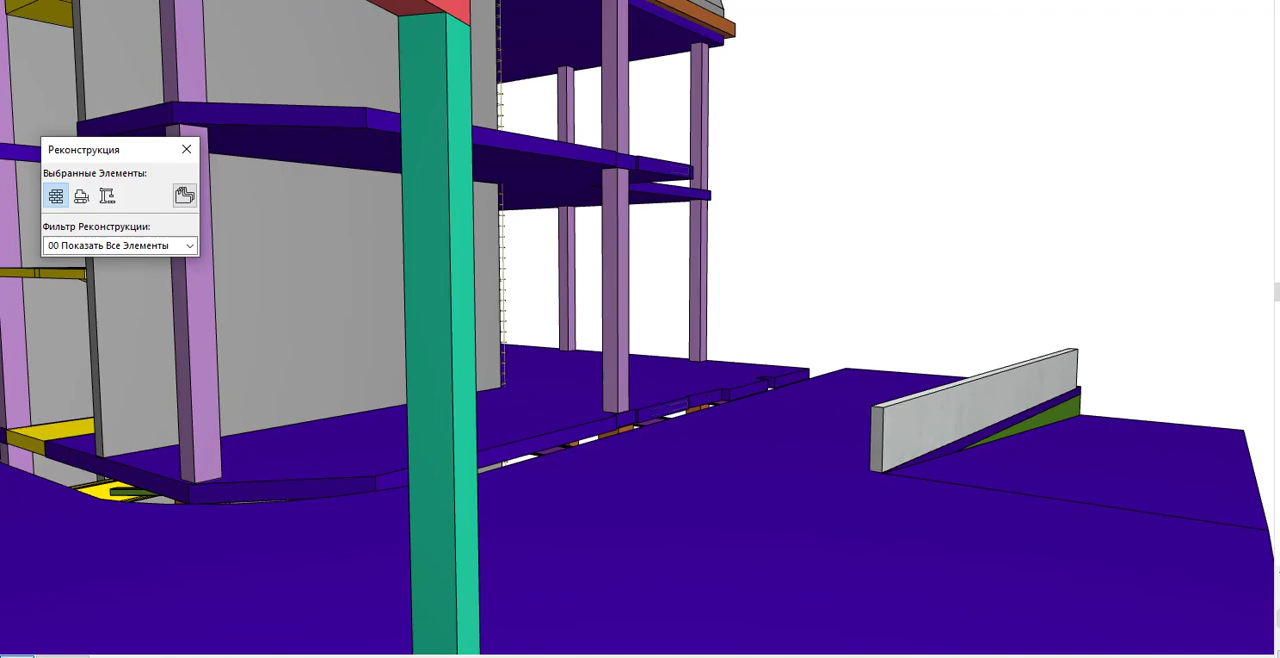 Реконструкция
Выбранные Элементы:
Фильтр Реконструкции:
00 Показать Все Элементы